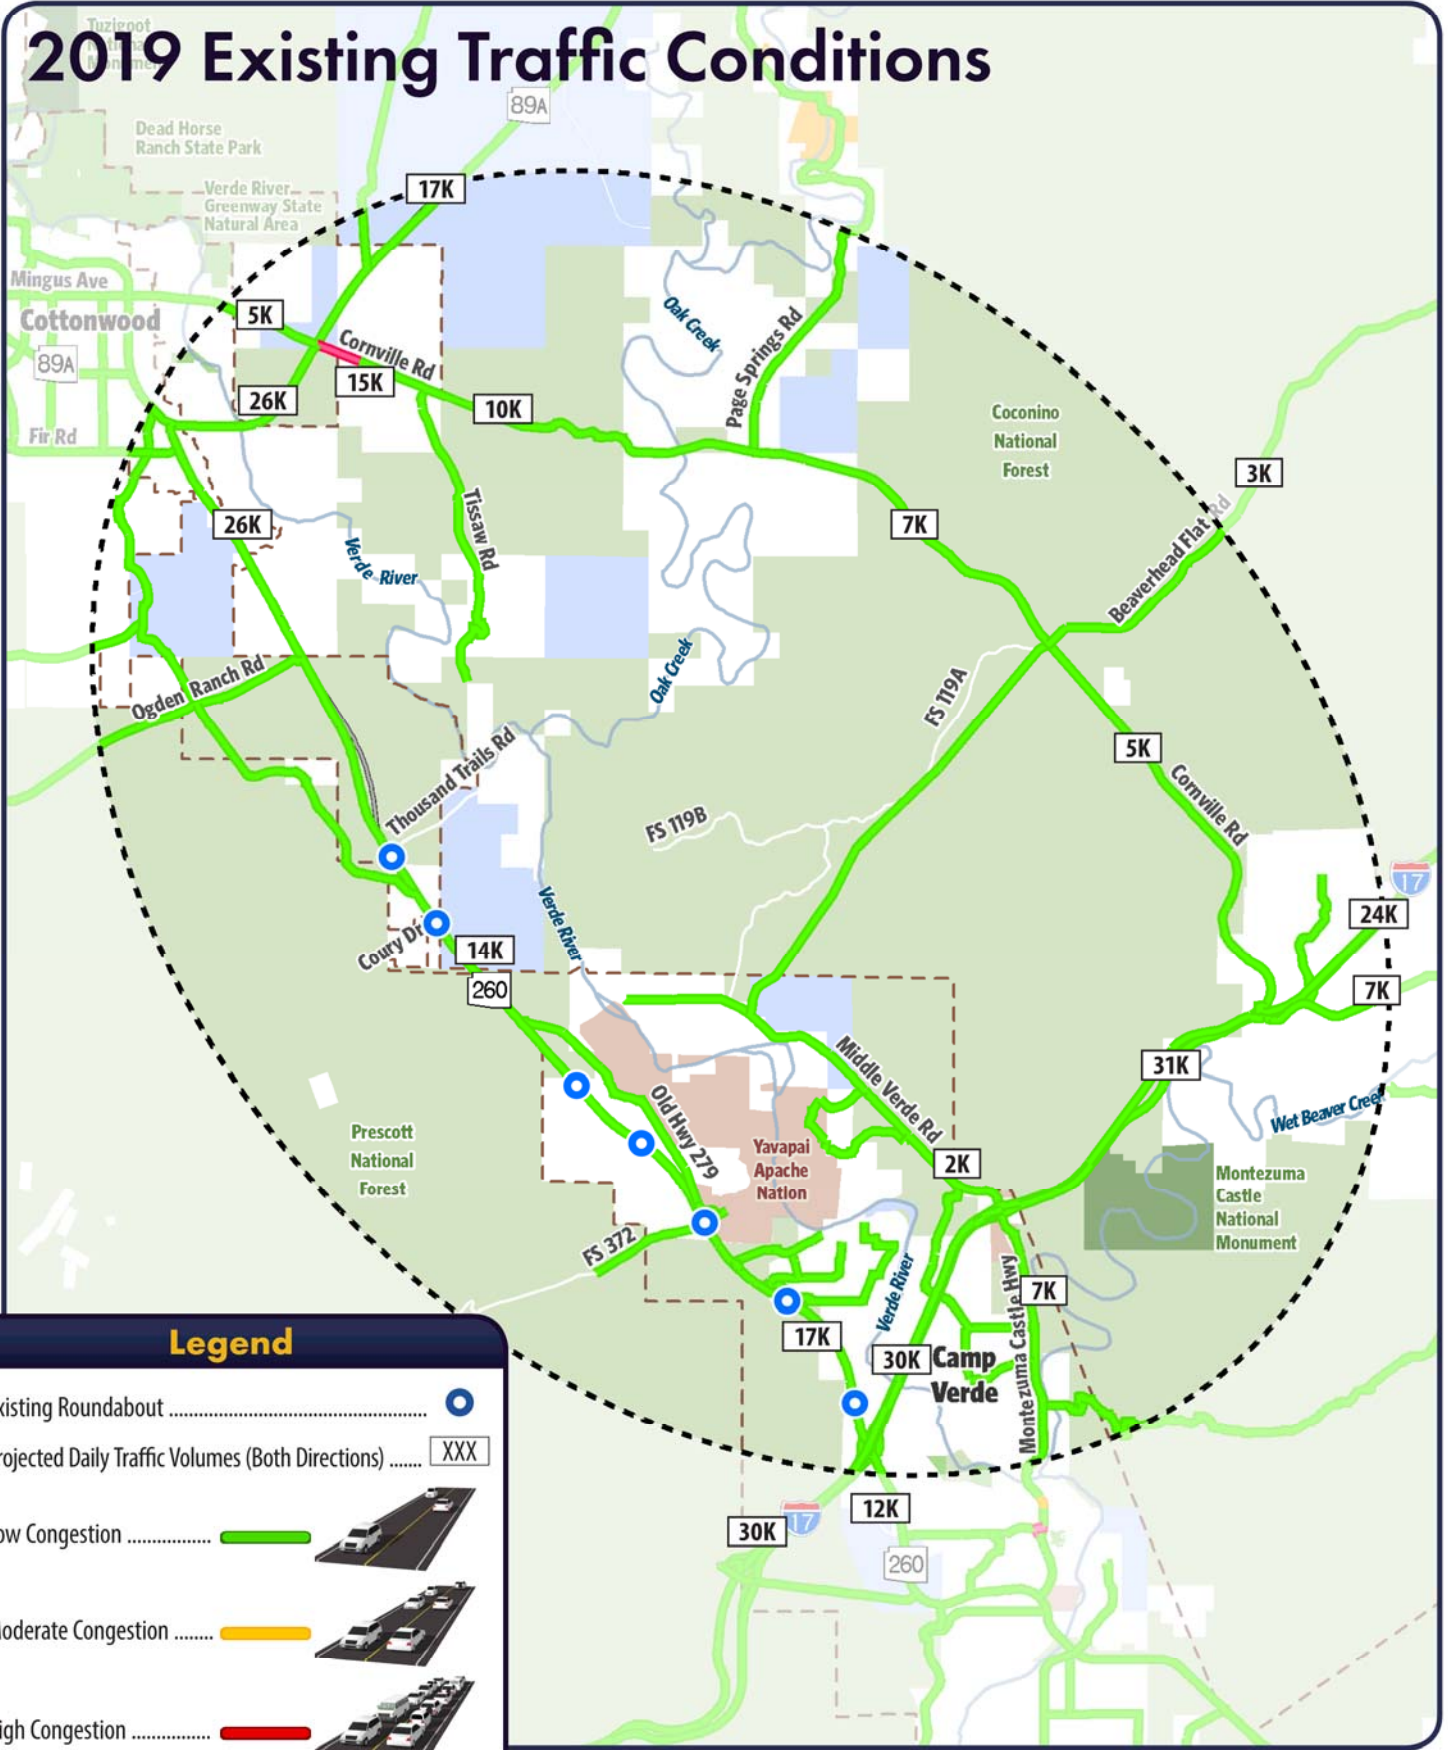 2019 Existing Traffic Conditions
Tuzigoot
National
Monument
89A
Dead Horse
Ranch State Park
17K
Verde River
Greenway State
Natural Area
Mingus Ave
5K
Cottonwood
Oak Creek
Page Springs Rd
Cornville Rd
89A
15K
26K
10K
Fir Rd
Coconino
National
Forest
3K
26K
Tissaw Rd
7K
Beaverhead Flat Rd
Verde River
Oak Creek
Ogden Ranch Rd
FS 119A
5K
Thousand Trails Rd
Cornville Rd
FS 119B
17
24K
Verde River
Coury Dr
14K
260
7K
Middle Verde Rd
31K
Old Hwy 279
Wet Beaver Creek
Prescott
National
Forest
Yavapai
Apache
Nation
2K
Montezuma
Castle
National
Monument
FS 372
Verde River
Montezuma Castle Hwy
7K
17K
30K
Camp
Verde
12K
30K
17
260
Legend
xisting Roundabout
rojected Daily Traffic Volumes (Both Directions) ....... XXX
ow Congestion
oderate Congestion
igh Congestion